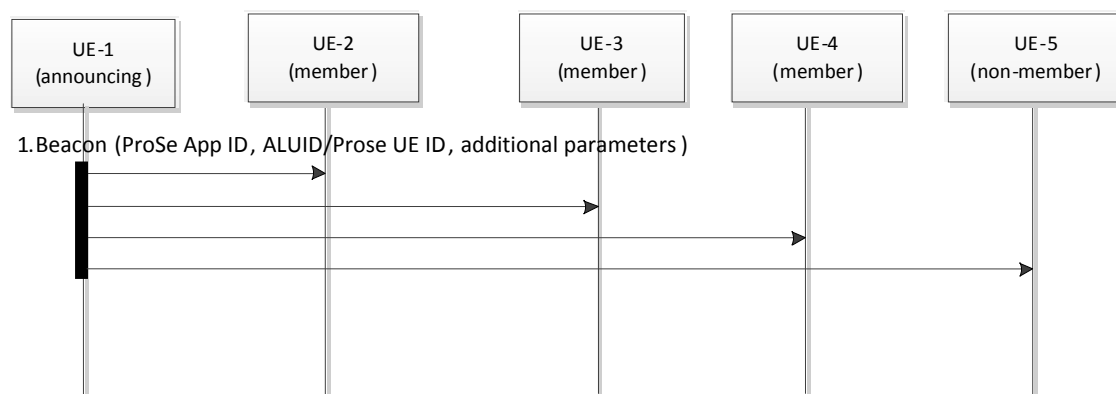 UE-1
(announcing )
UE-2
(member )
UE-3
(member )
UE-4
(member )
UE-5
(non-member )
1.Beacon (ProSe App ID, ALUID/Prose UE ID, additional parameters )